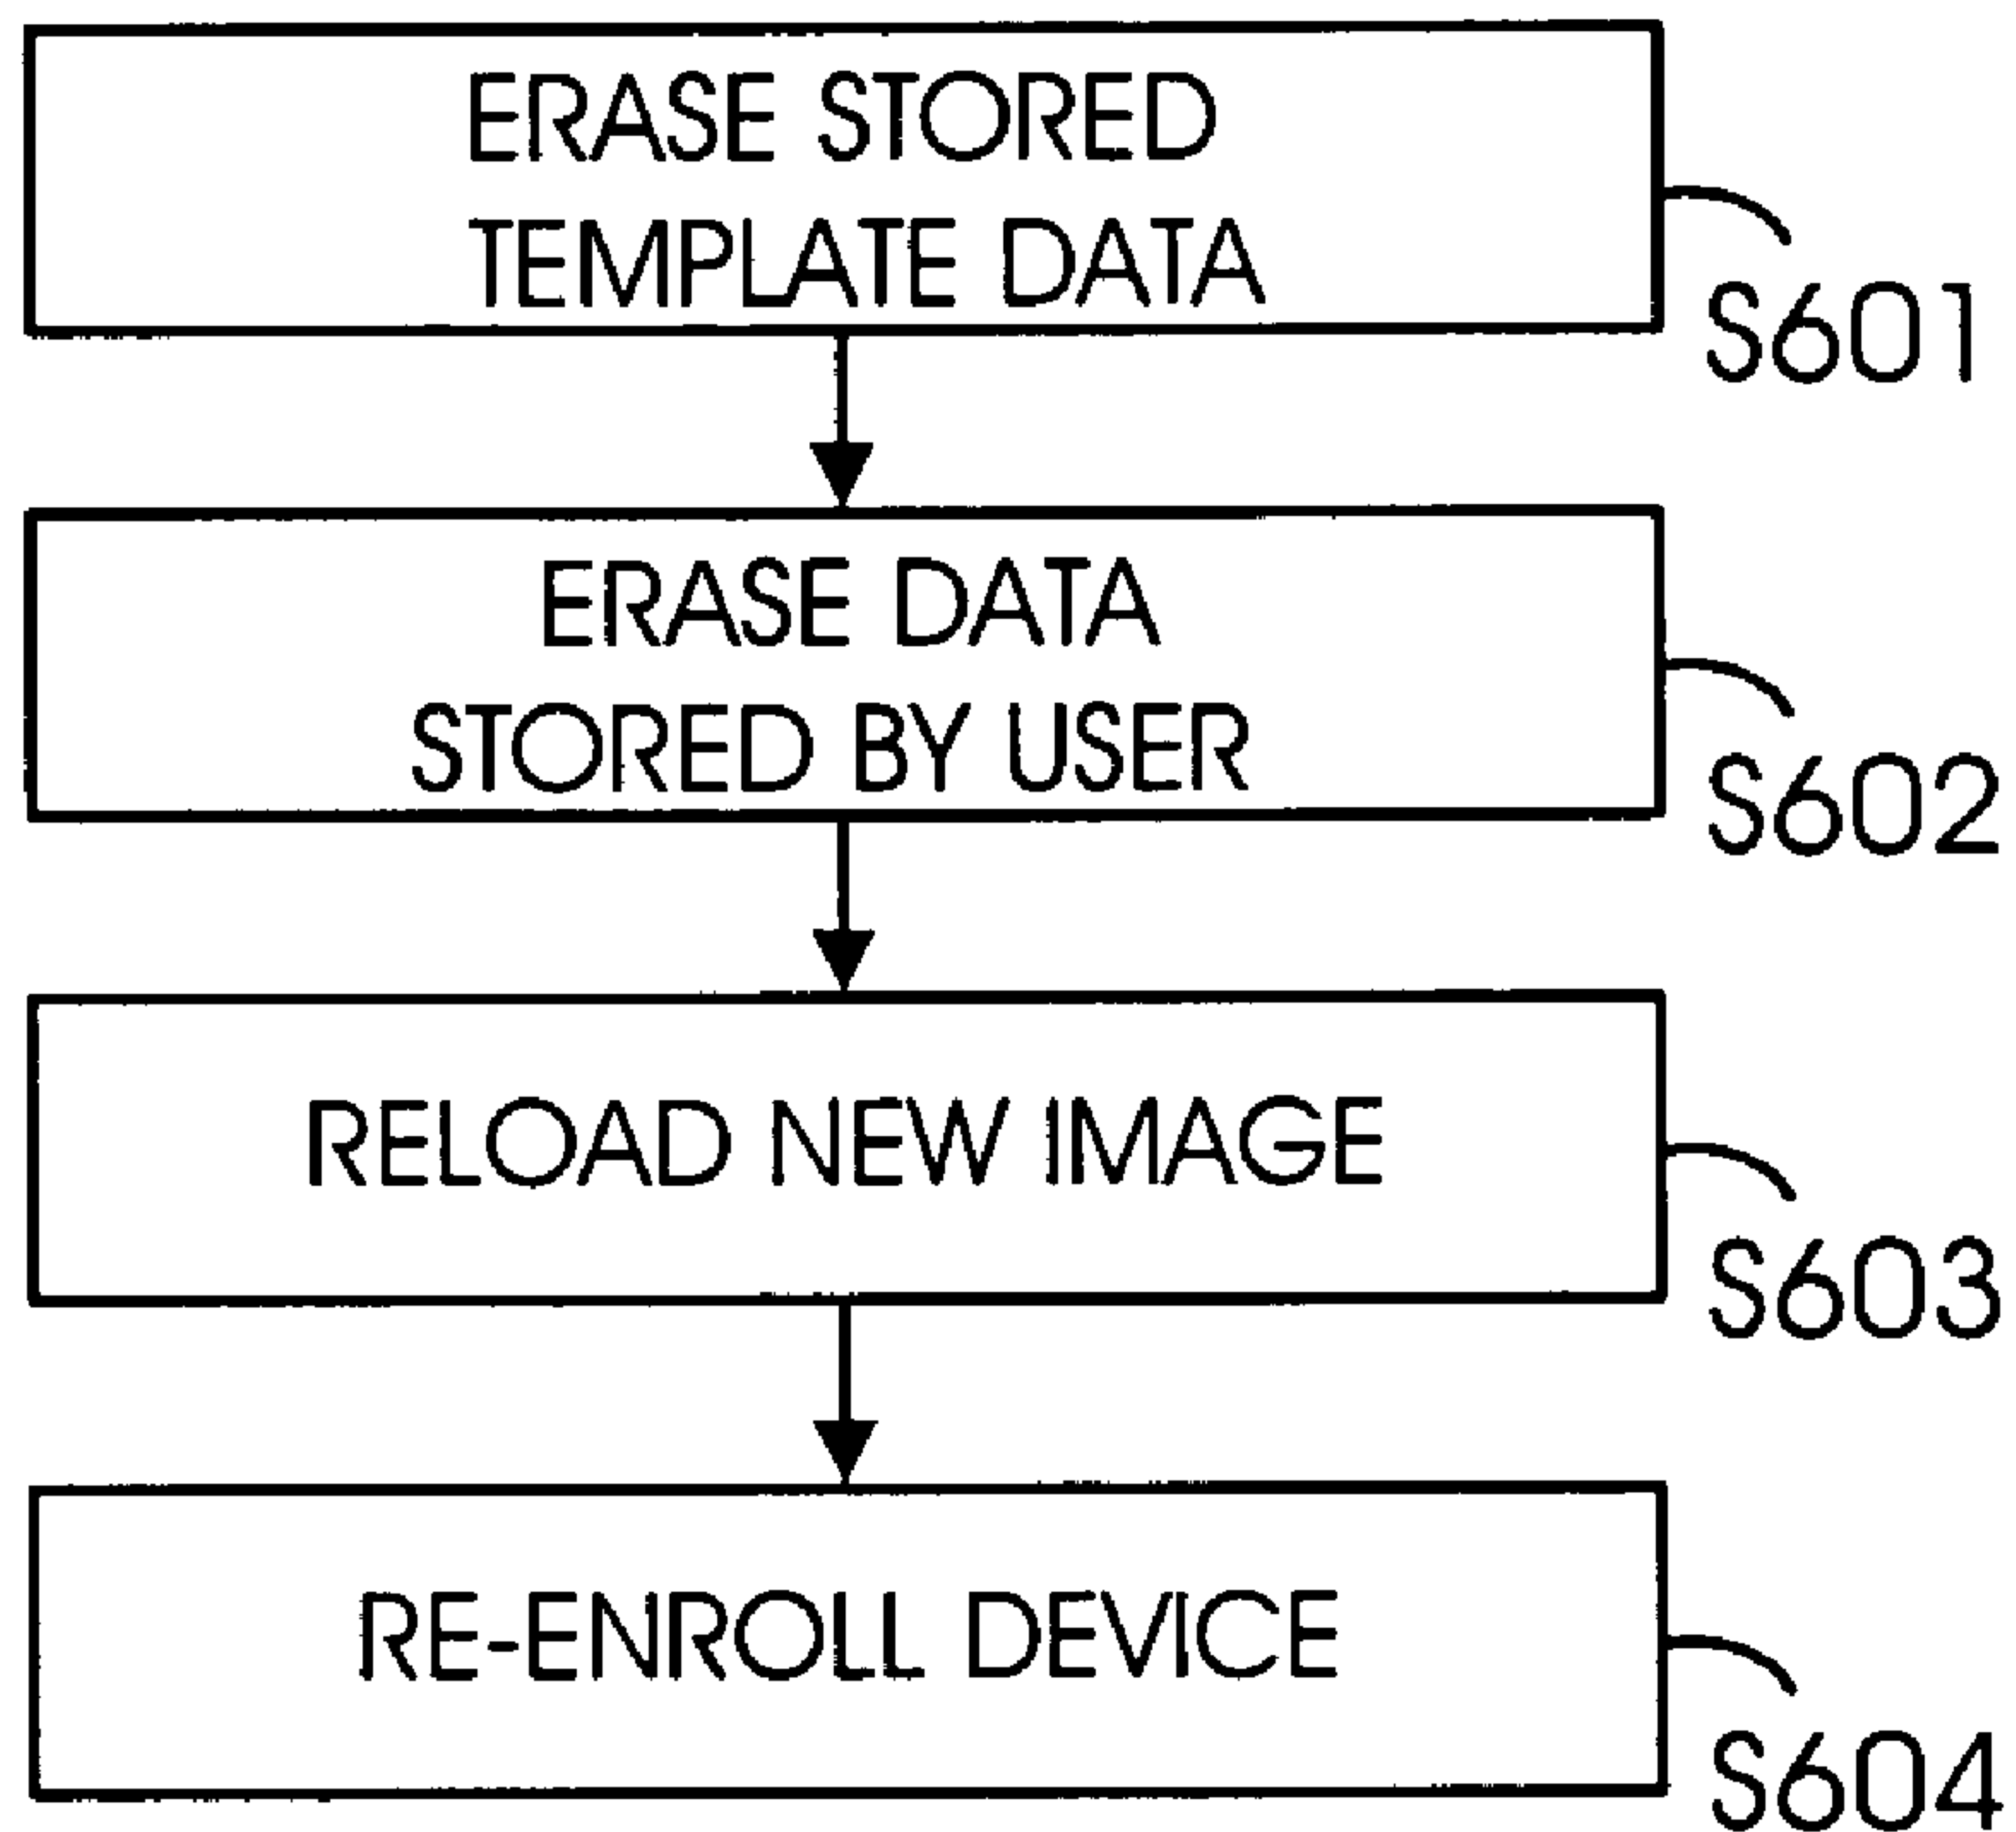 ERASE STORED
TEMPLATE DATA
S601
ERASE DATA
STORED BY USER
S602
RELOAD NEW IMAGE
S603
RE-ENROLL DEVICE
S604